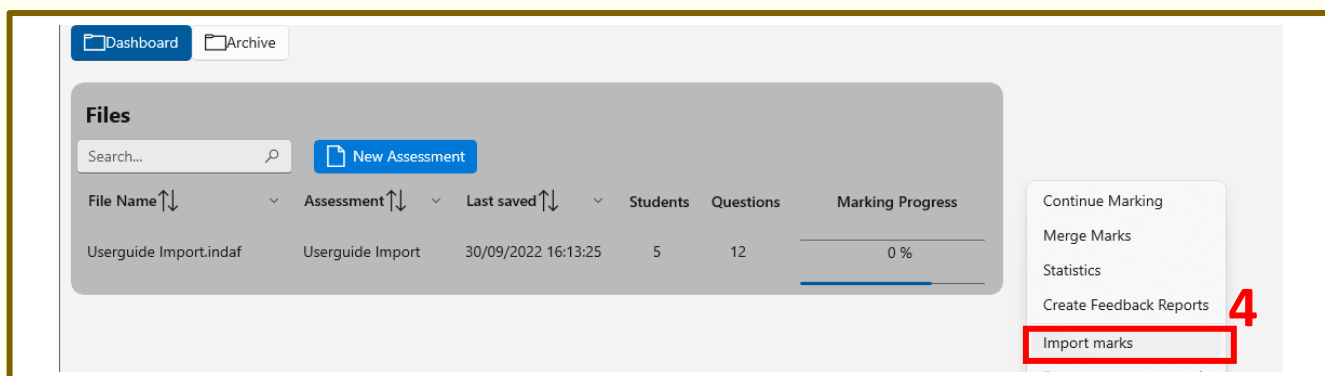 Dashboard Archive
Files
Search... New Assessment
File Name Assessment Last saved Students Questions Marking Progress
Userguide Import.indaf Userguide Import 30/09/2022 16:13:25 5 12 0 %
Continue Marking
Merge Marks
Statistics
Create Feedback Reports
4
Import marks